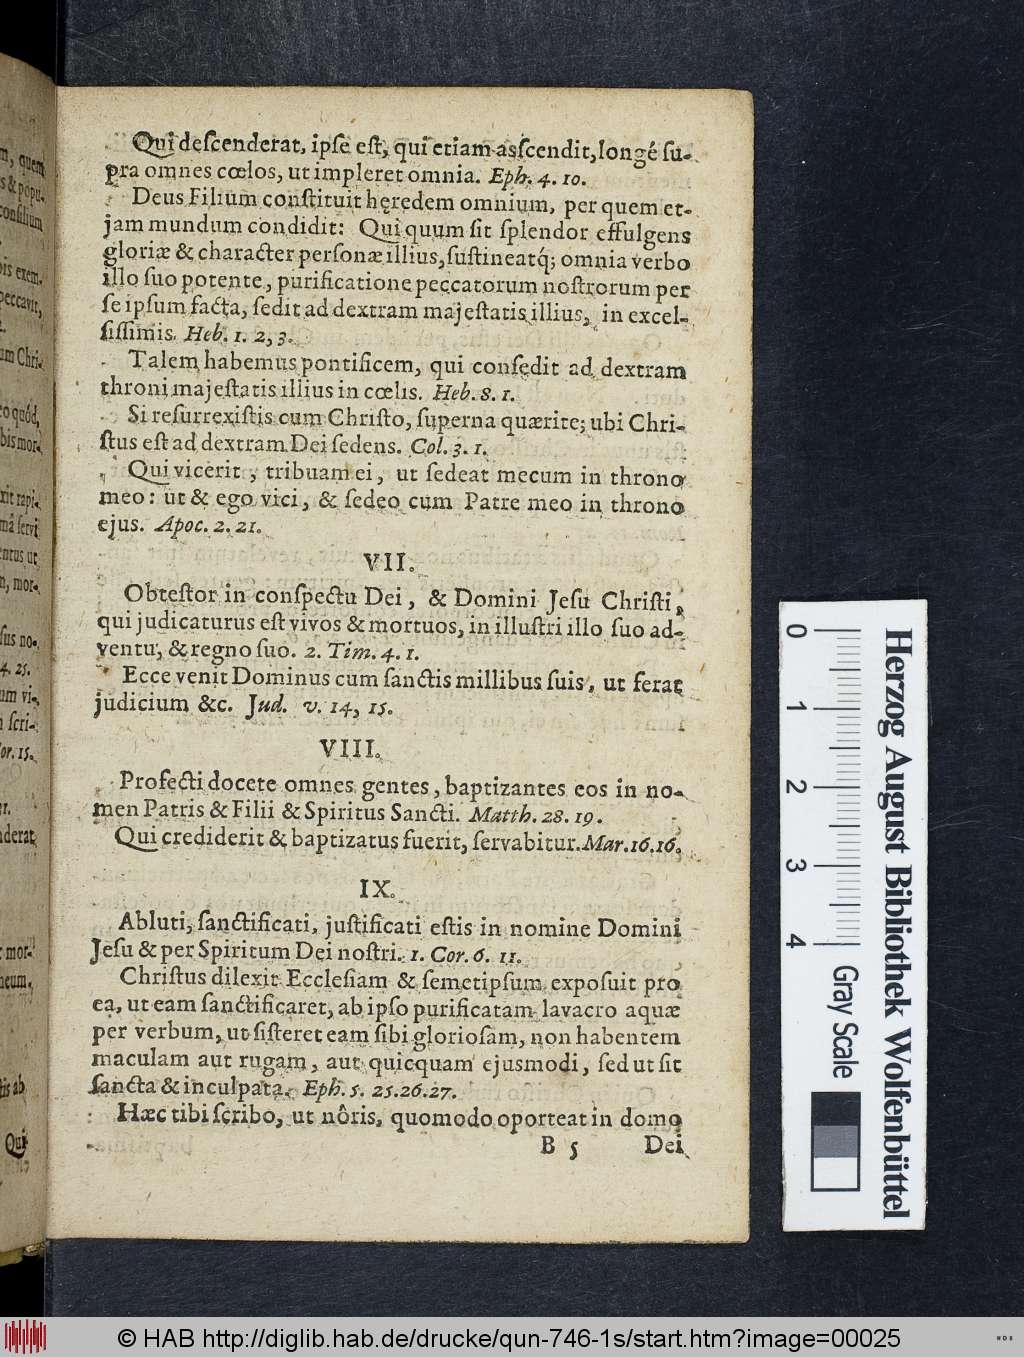 Qui descenderat, ipse est, qui etiam asscendit, longé su-
pra omnes cœlos, ut impleret omnia. Eph. 4. 10.
Deus Filium constituit hęredem omnium, per quem et-
jam mundum condidit: Qui quum sit splendor effulgens
gloriæ & character personæ illius, sustineatq́; omnia verbo
illo suo potente, purificatione peccatorum nostrorum per
se ipsum facta, sedit ad dextram majestatis illius, in excel-
sissimis. Heb. 1. 2, 3.
Talem habemus pontificem, qui consedit ad dextram
throni majestatis illius in cœlis. Heb. 8. 1.
Si resurrexistis cum Christo, superna quærite; ubi Chri-
stus est ad dextram Dei sedens. Col. 3. 1.
Qui vicerit, tribuam ei, ut sedeat mecum in throno
meo: ut & ego vici, & sedeo cum Patre meo in throno
ejus. Apoc. 2. 21.
VII.
Obtestor in conspectu Dei, & Domini Jesu Christi,
qui judicaturus est vivos & mortuos, in illustri illo suo ad-
ventu, & regno suo. 2. Tim. 4. 1.
Ecce venit Dominus cum sanctis millibus suis, ut ferat
judicium &c. Jud. v. 14, 15.
VIII.
Profecti docete omnes gentes, baptizantes eos in no-
men Patris & Filii & Spiritus Sancti. Matth. 28. 19.
Qui crediderit & baptizatus fuerit, servabitur. Mar. 16. 16.
IX.
Abluti, sanctificati, justificati estis in nomine Domini
Jesu & per Spiritum Dei nostri. 1. Cor. 6. 11.
Christus dilexit Ecclesiam & semetipsum exposuit pro
ea, ut eam sanctificaret, ab ipso purificatam lavacro aquæ
per verbum, ut sisteret eam sibi gloriosam, non habentem
maculam aut rugam, aut quicquam ejusmodi, sed ut sit
sancta & inculpata. Eph. 5. 25. 26. 27.
Hæc tibi scribo, ut nôris, quomodo oporteat in domo
B 5 Dei
Herzog August Bibliothek Wolfenbüttel
0 1 2 3 4 Gray Scale
© HAB http://diglib.hab.de/drucke/qun-746-1s/start.htm?image=00025